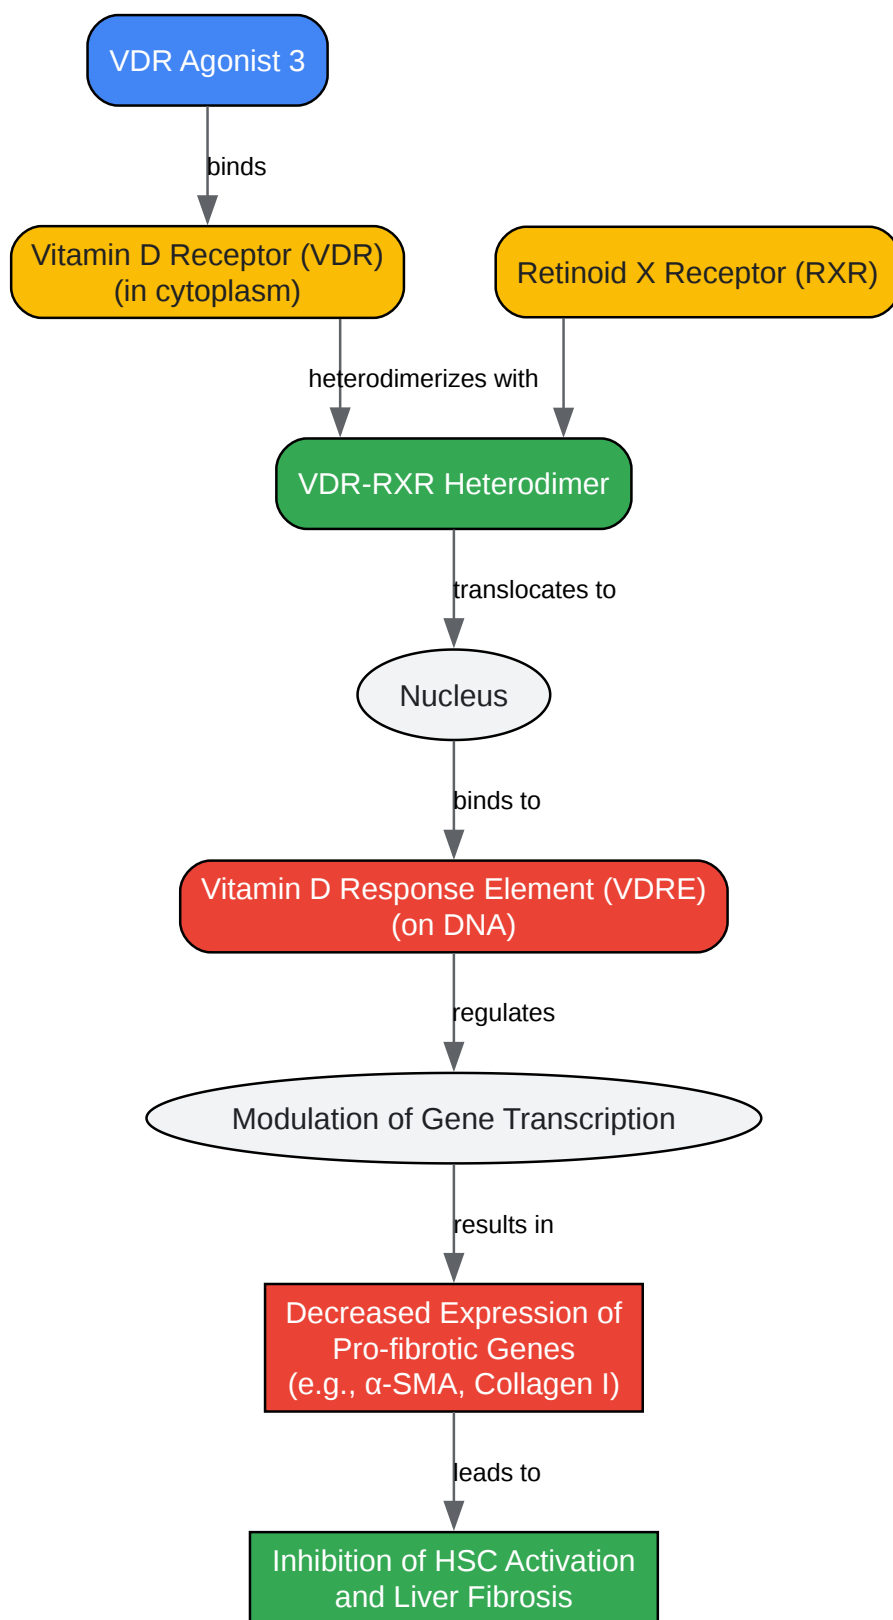 VDR Agonist 3
binds
Vitamin D Receptor (VDR)
(in cytoplasm)
Retinoid X Receptor (RXR)
heterodimerizes with
VDR-RXR Heterodimer
translocates to
Nucleus
binds to
Vitamin D Response Element (VDRE)
(on DNA)
regulates
Modulation of Gene Transcription
results in
Decreased Expression of
Pro-fibrotic Genes
(e.g., α-SMA, Collagen I)
leads to
Inhibition of HSC Activation
and Liver Fibrosis